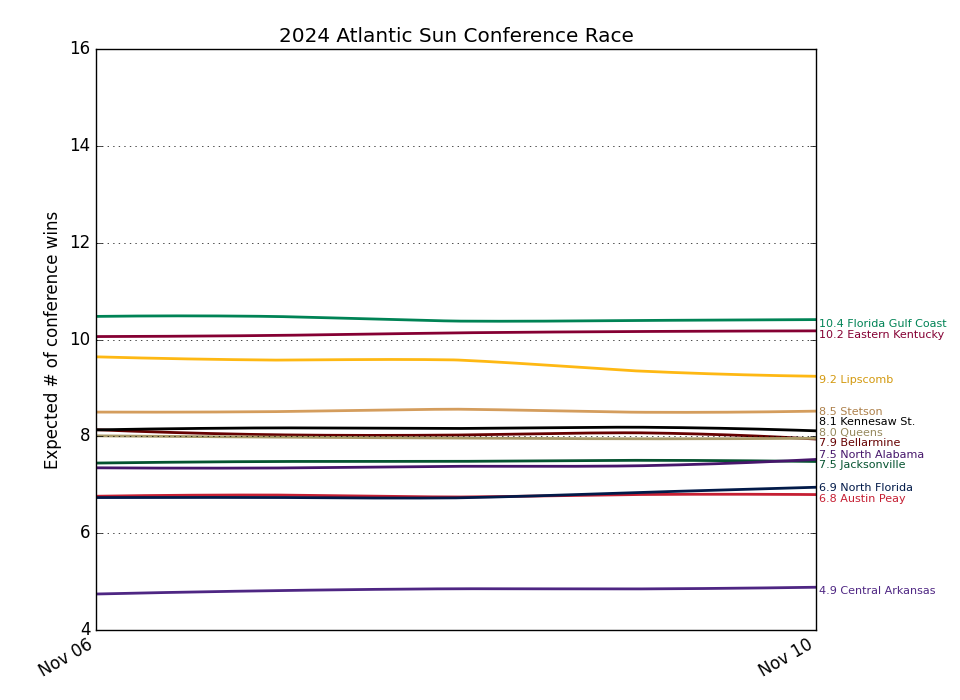 2024 Atlantic Sun Conference Race
Expected # of conference wins
16
14
12
10
8
6
4
Nov 06
Nov 10
10.4 Florida Gulf Coast
10.2 Eastern Kentucky
9.2 Lipscomb
8.5 Stetson
8.1 Kennesaw St.
8.0 Queens
7.9 Bellarmine
7.5 North Alabama
7.5 Jacksonville
6.9 North Florida
6.8 Austin Peay
4.9 Central Arkansas